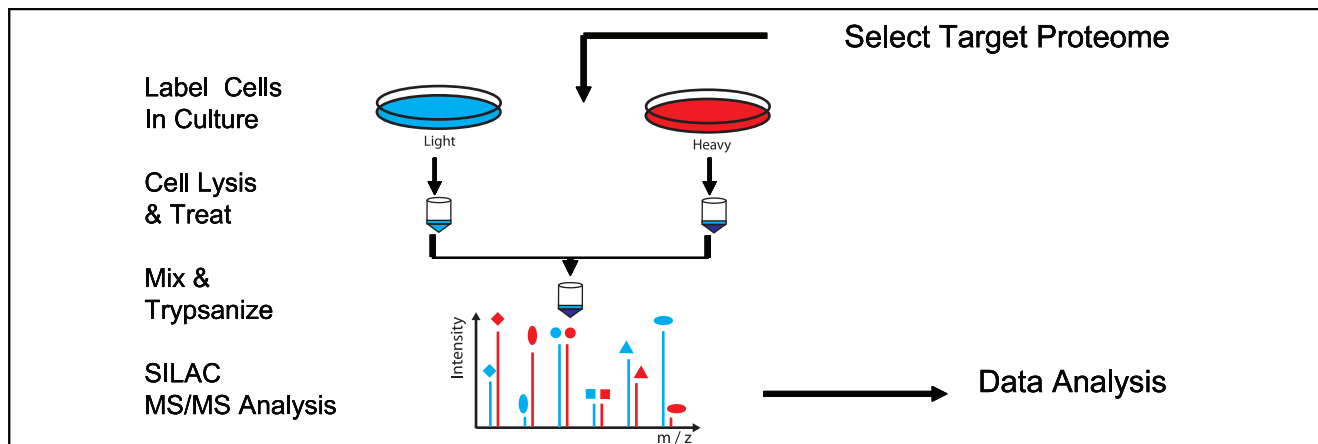 Select Target Proteome
Label Cells
In Culture
Light
Heavy
Cell Lysis
& Treat
Mix &
Trypsanize
Intensity
SILAC
MS/MS Analysis
Data Analysis
m / z